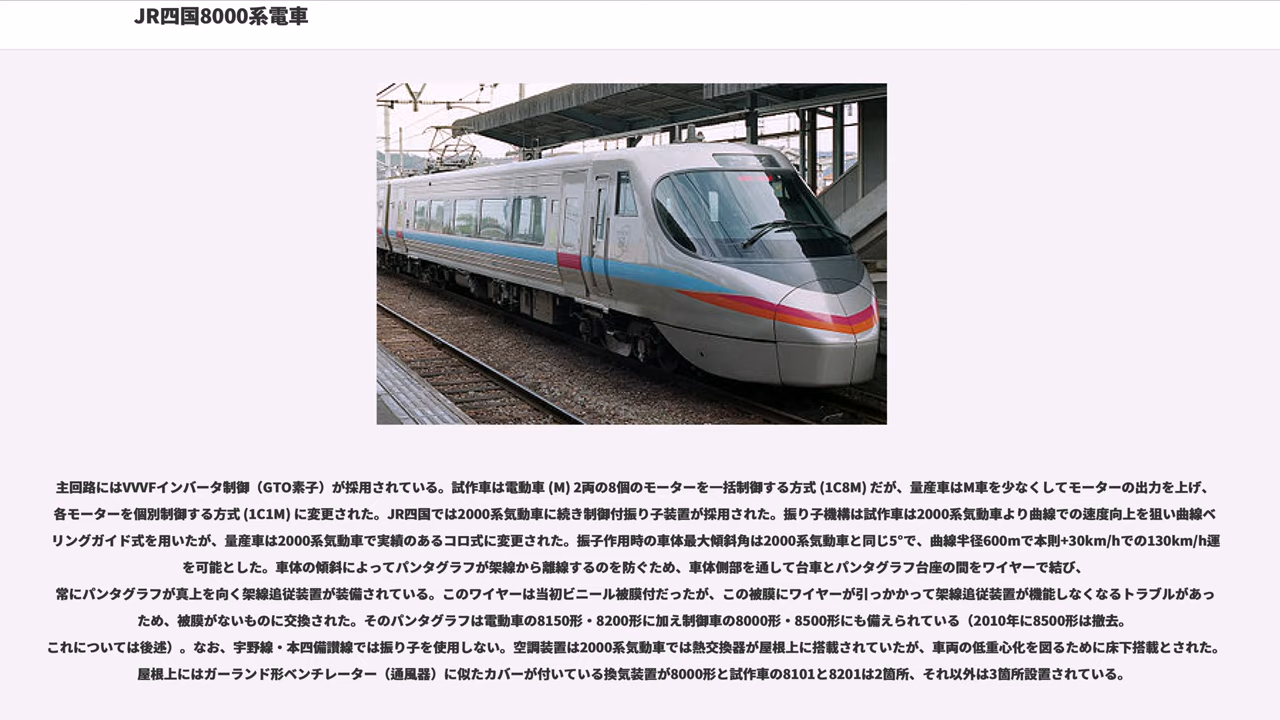 JR四国8000系電車
主回路にはVVVFインバータ制御（GTO素子）が採用されている。試作車は電動車 (M) 2両の8個のモーターを一括制御する方式 (1C8M) だが、量産車はM車を少なくしてモーターの出力を上げ、
各モーターを個別制御する方式 (1C1M) に変更された。JR四国では2000系気動車に続き制御付振り子装置が採用された。振り子機構は試作車は2000系気動車より曲線での速度向上を狙い曲線ベ
リングガイド式を用いたが、量産車は2000系気動車で実績のあるコロ式に変更された。振子作用時の車体最大傾斜角は2000系気動車と同じ5°で、曲線半径600mで本則+30km/hでの130km/h運
を可能とした。車体の傾斜によってパンタグラフが架線から離線するのを防ぐため、車体側部を通して台車とパンタグラフ台座の間をワイヤーで結び、
常にパンタグラフが真上を向く架線追従装置が装備されている。このワイヤーは当初ビニール被膜付だったが、この被膜にワイヤーが引っかかって架線追従装置が機能しなくなるトラブルがあっ
ため、被膜がないものに交換された。そのパンタグラフは電動車の8150形・8200形に加え制御車の8000形・8500形にも備えられている（2010年に8500形は撤去。
これについては後述）。なお、宇野線・本四備讃線では振り子を使用しない。空調装置は2000系気動車では熱交換器が屋根上に搭載されていたが、車両の低重心化を図るために床下搭載とされた。
屋根上にはガーランド形ベンチレーター（通風器）に似たカバーが付いている換気装置が8000形と試作車の8101と8201は2箇所、それ以外は3箇所設置されている。